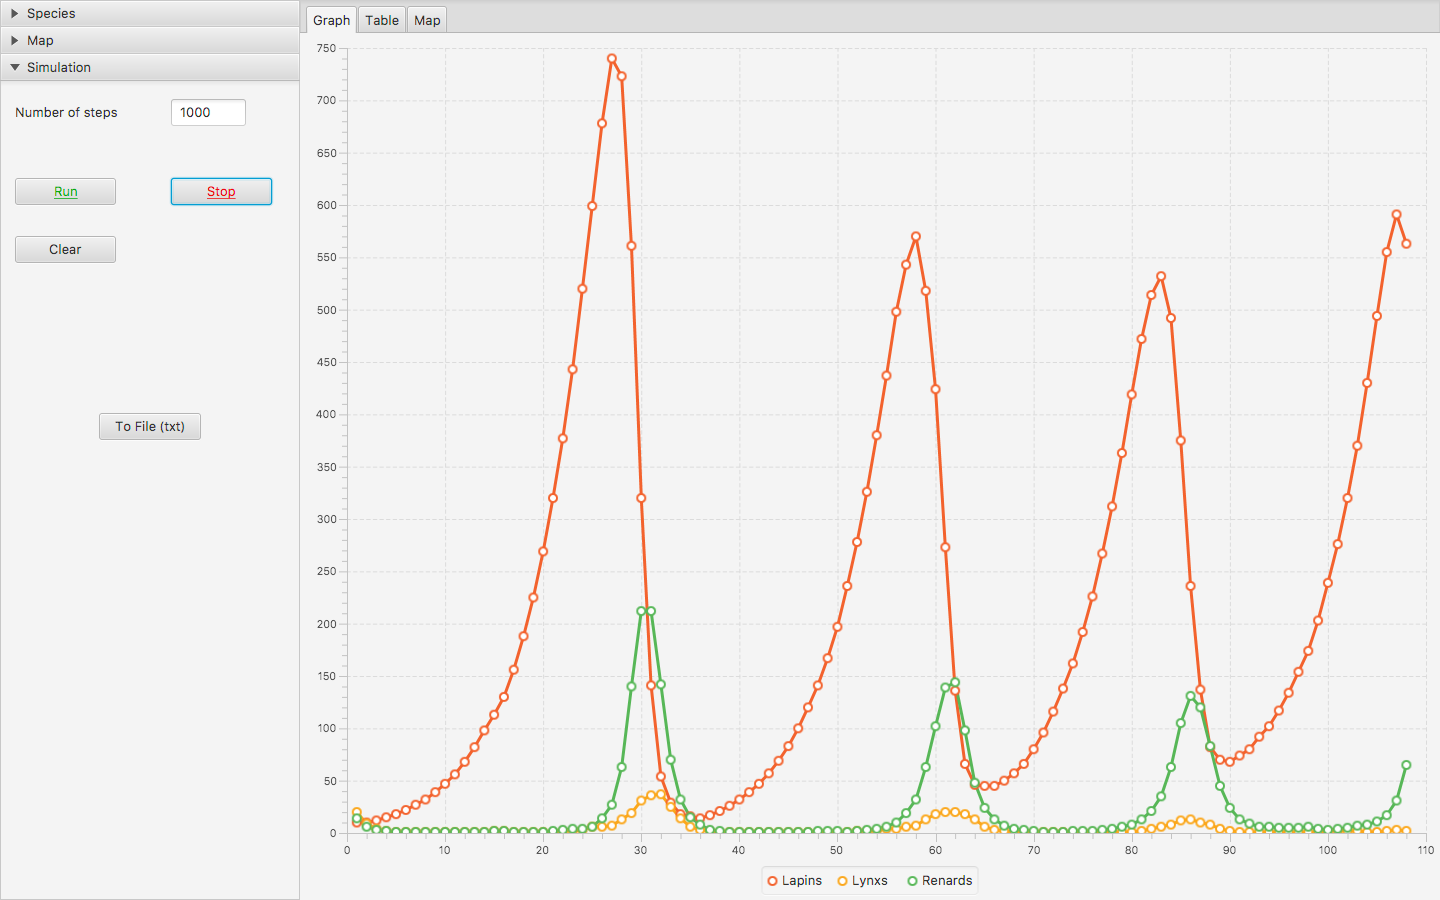 Species
Map
Simulation
Number of steps
1000
Run
Stop
Clear
To File (txt)
Graph Table Map
750
700
650
600
550
500
450
400
350
300
250
200
150
100
50
0
0 10 20 30 40 50 60 70 80 90 100 110
Lapins Lynxs Renards